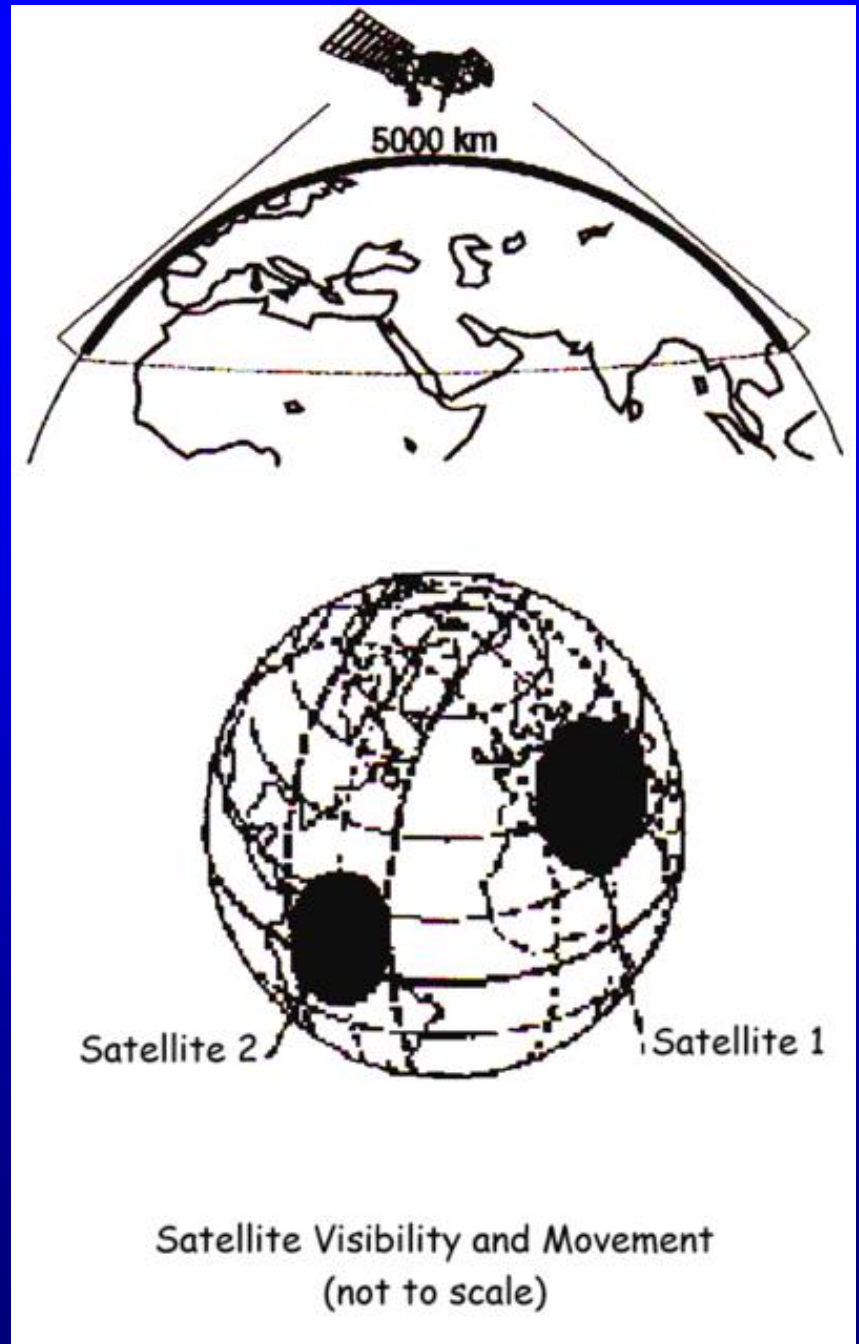 5000 km
Satellite 2
Satellite 1
Satellite Visibility and Movement
(not to scale)